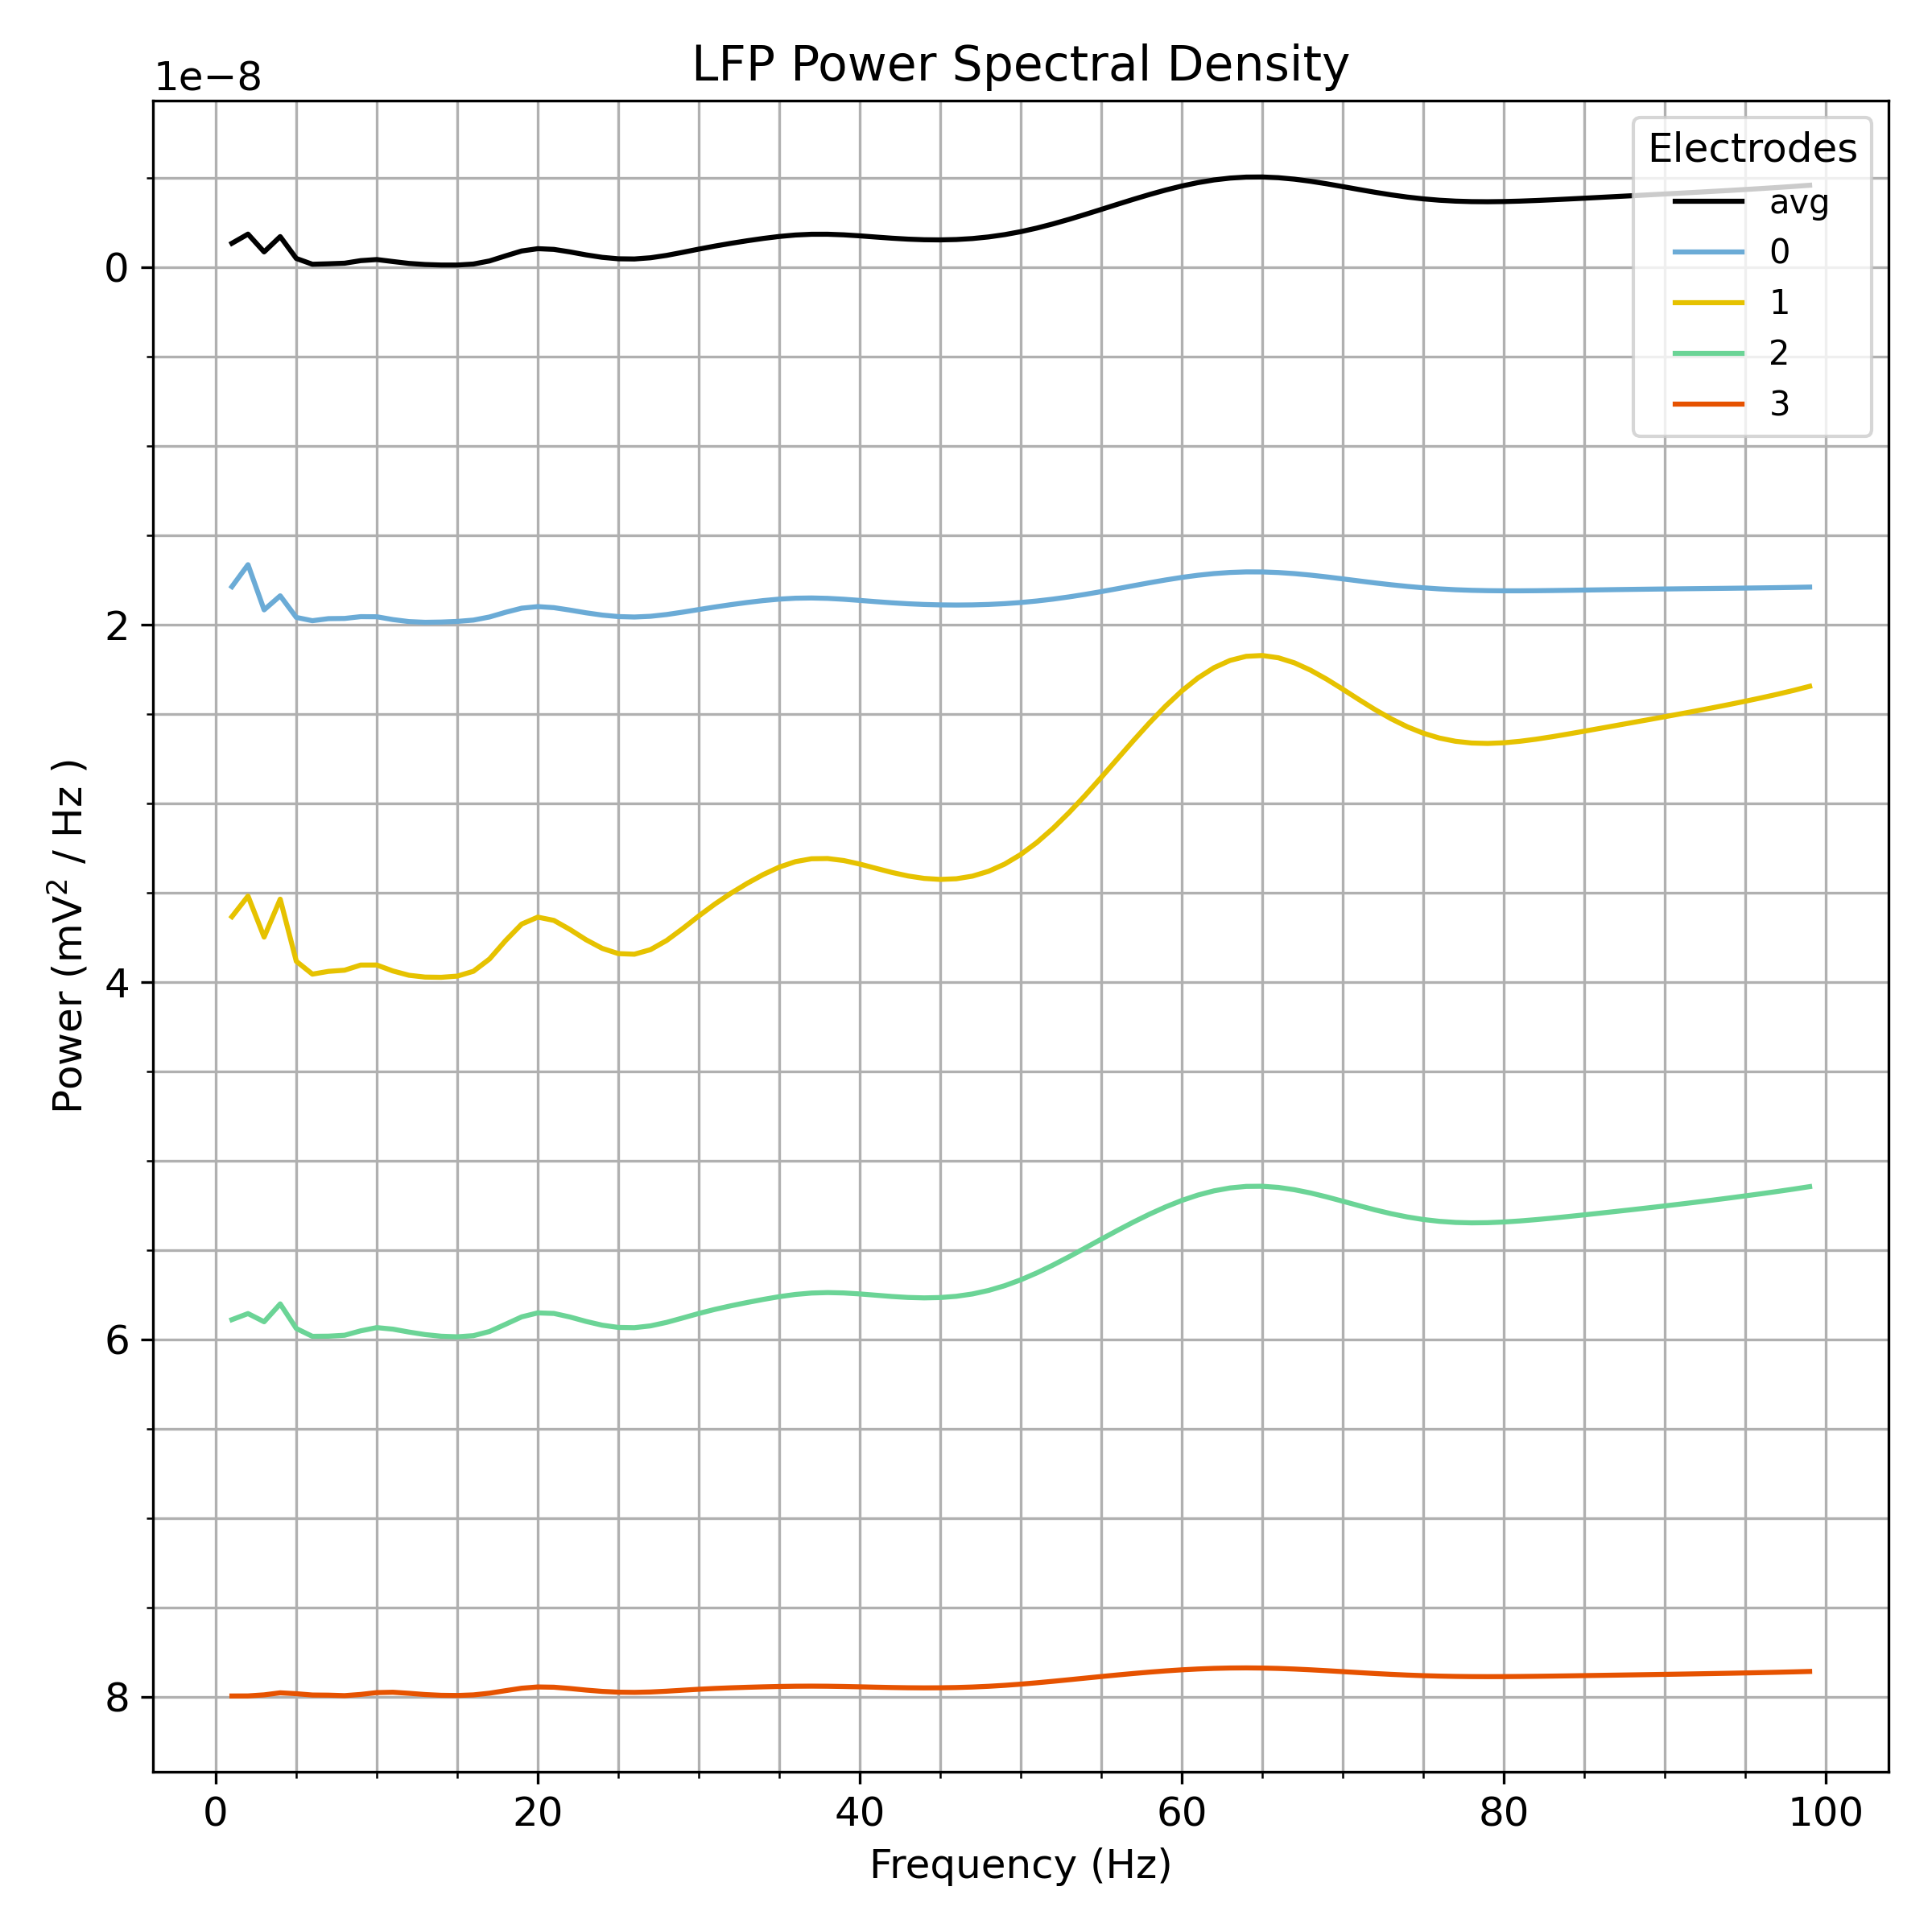 LFP Power Spectral Density
1e−8
Electrodes
avg
0
1
2
3
0
2
4
6
8
Power (mV² / Hz )
0 20 40 60 80 100
Frequency (Hz)